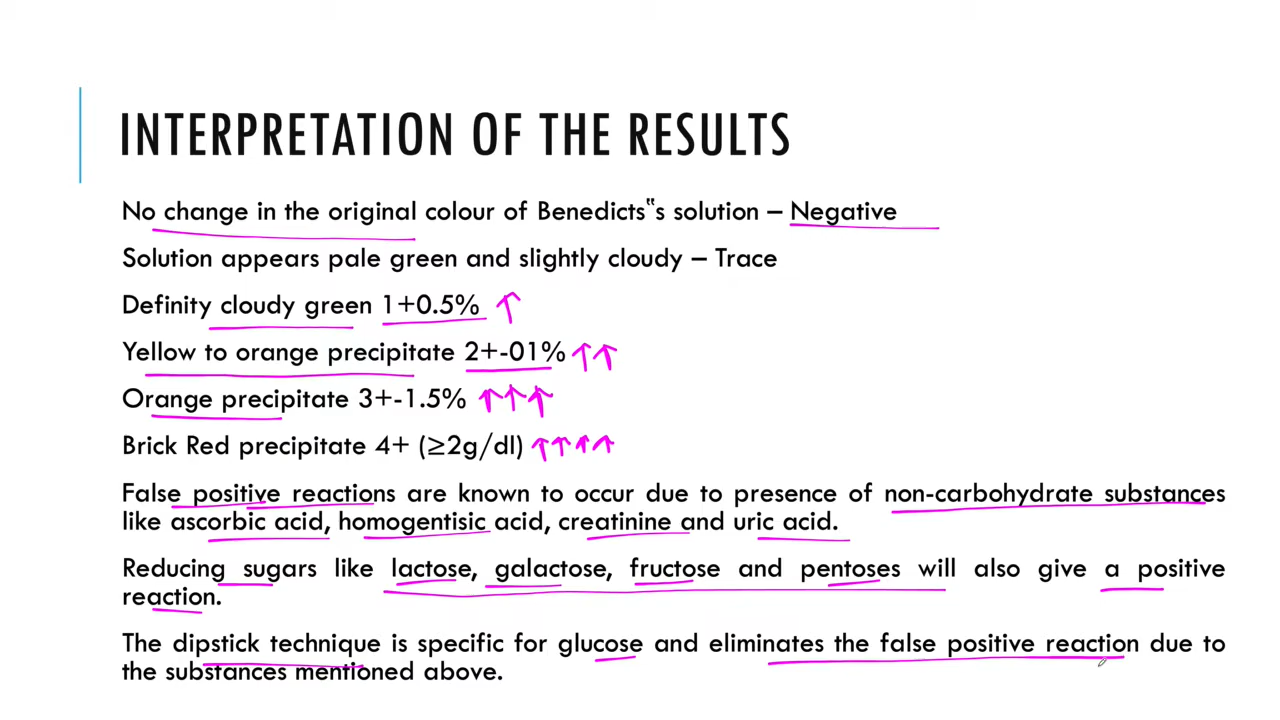 INTERPRETATION OF THE RESULTS
No change in the original colour of Benedicts‟s solution – Negative
Solution appears pale green and slightly cloudy – Trace
Definity cloudy green 1+0.5%
Yellow to orange precipitate 2+-01%
Orange precipitate 3+-1.5%
Brick Red precipitate 4+ (≥2g/dl)
False positive reactions are known to occur due to presence of non-carbohydrate substances
like ascorbic acid, homogentisic acid, creatinine and uric acid.
Reducing sugars like lactose, galactose, fructose and pentoses will also give a positive
reaction.
The dipstick technique is specific for glucose and eliminates the false positive reaction due to
the substances mentioned above.